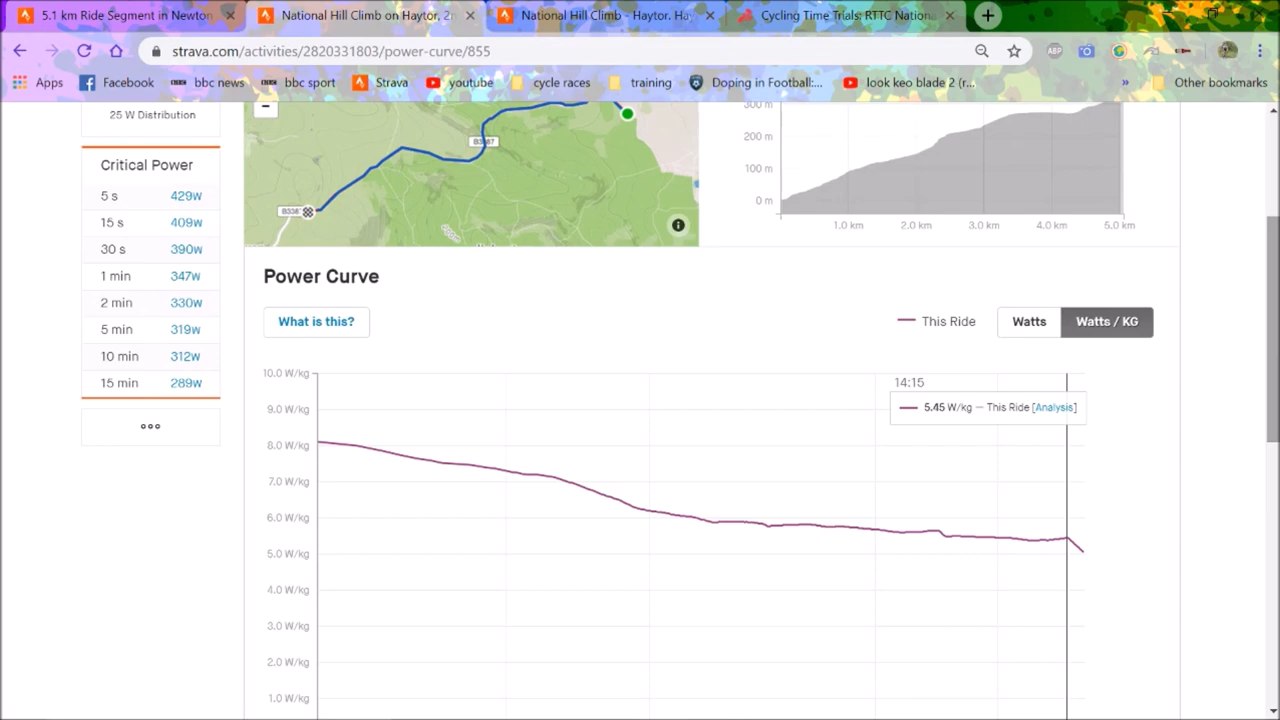 5.1 km Ride Segment in Newton
National Hill Climb on Haytor, 2n
National Hill Climb - Haytor. Hay
Cycling Time Trials: RTTC Nationa
strava.com/activities/2820331803/power-curve/855
ABP
Apps
Facebook
bbc news
bbc sport
Strava
youtube
cycle races
training
Doping in Football:...
look keo blade 2 (r...
»
Other bookmarks
25 W Distribution
Critical Power
5 s 429W
15 s 409W
30 s 390W
1 min 347W
2 min 330W
5 min 319W
10 min 312W
15 min 289W
B3387
300 m
200 m
100 m
0 m
1.0 km 2.0 km 3.0 km 4.0 km 5.0 km
Power Curve
What is this?
This Ride
Watts
Watts / KG
14:15
5.45 W/kg — This Ride [Analysis]
10.0 W/kg
9.0 W/kg
8.0 W/kg
7.0 W/kg
6.0 W/kg
5.0 W/kg
4.0 W/kg
3.0 W/kg
2.0 W/kg
1.0 W/kg